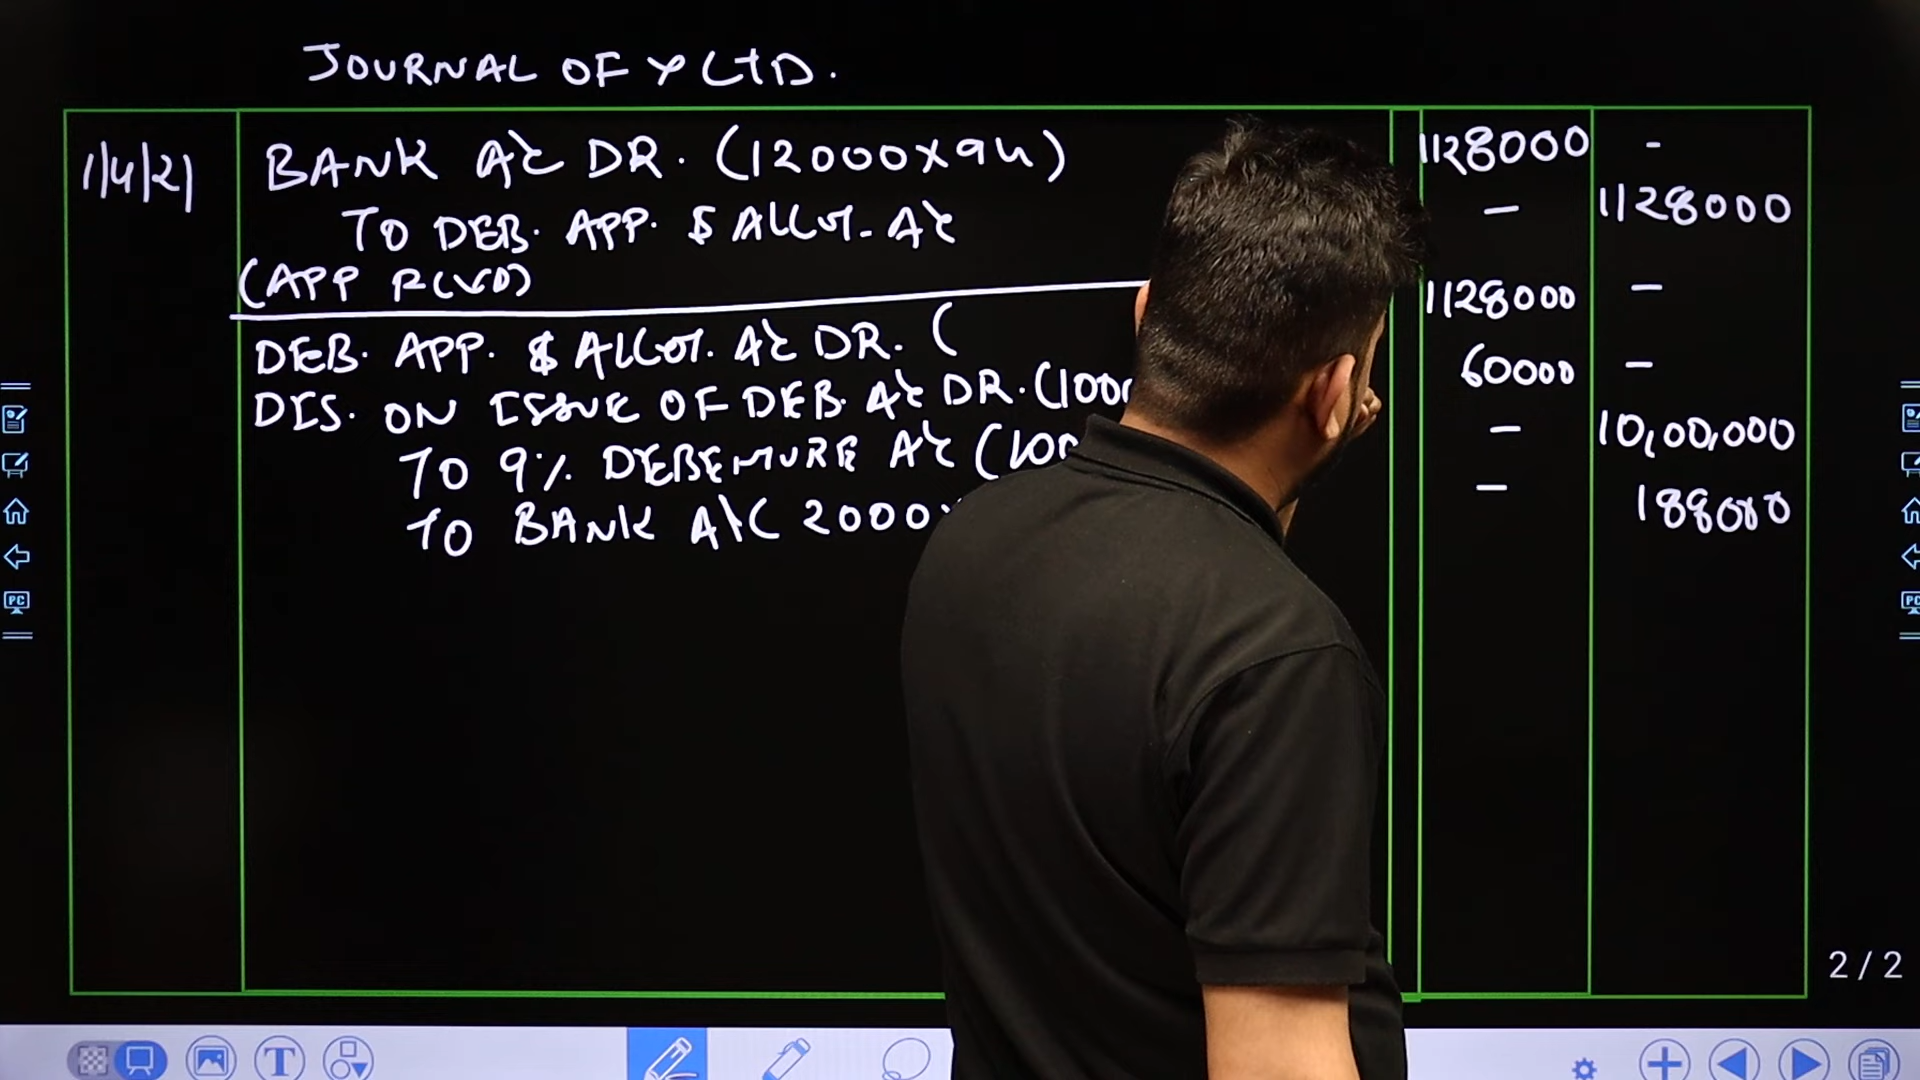 JOURNAL OF Y LTD.
1/4/21 BANK A/C DR. (12000X94) 1128000 -
TO DEB. APP. & ALLOT. A/C - 1128000
(APP RCVD)
DEB. APP. & ALLOT. A/C DR. ( 1128000 -
DIS. ON ISSUE OF DEB. A/C DR. (1000 60000 -
TO 9% DEBENTURE A/C (100 - 10,00,000
TO BANK A/C 2000 - 188000
2/2
PC
T